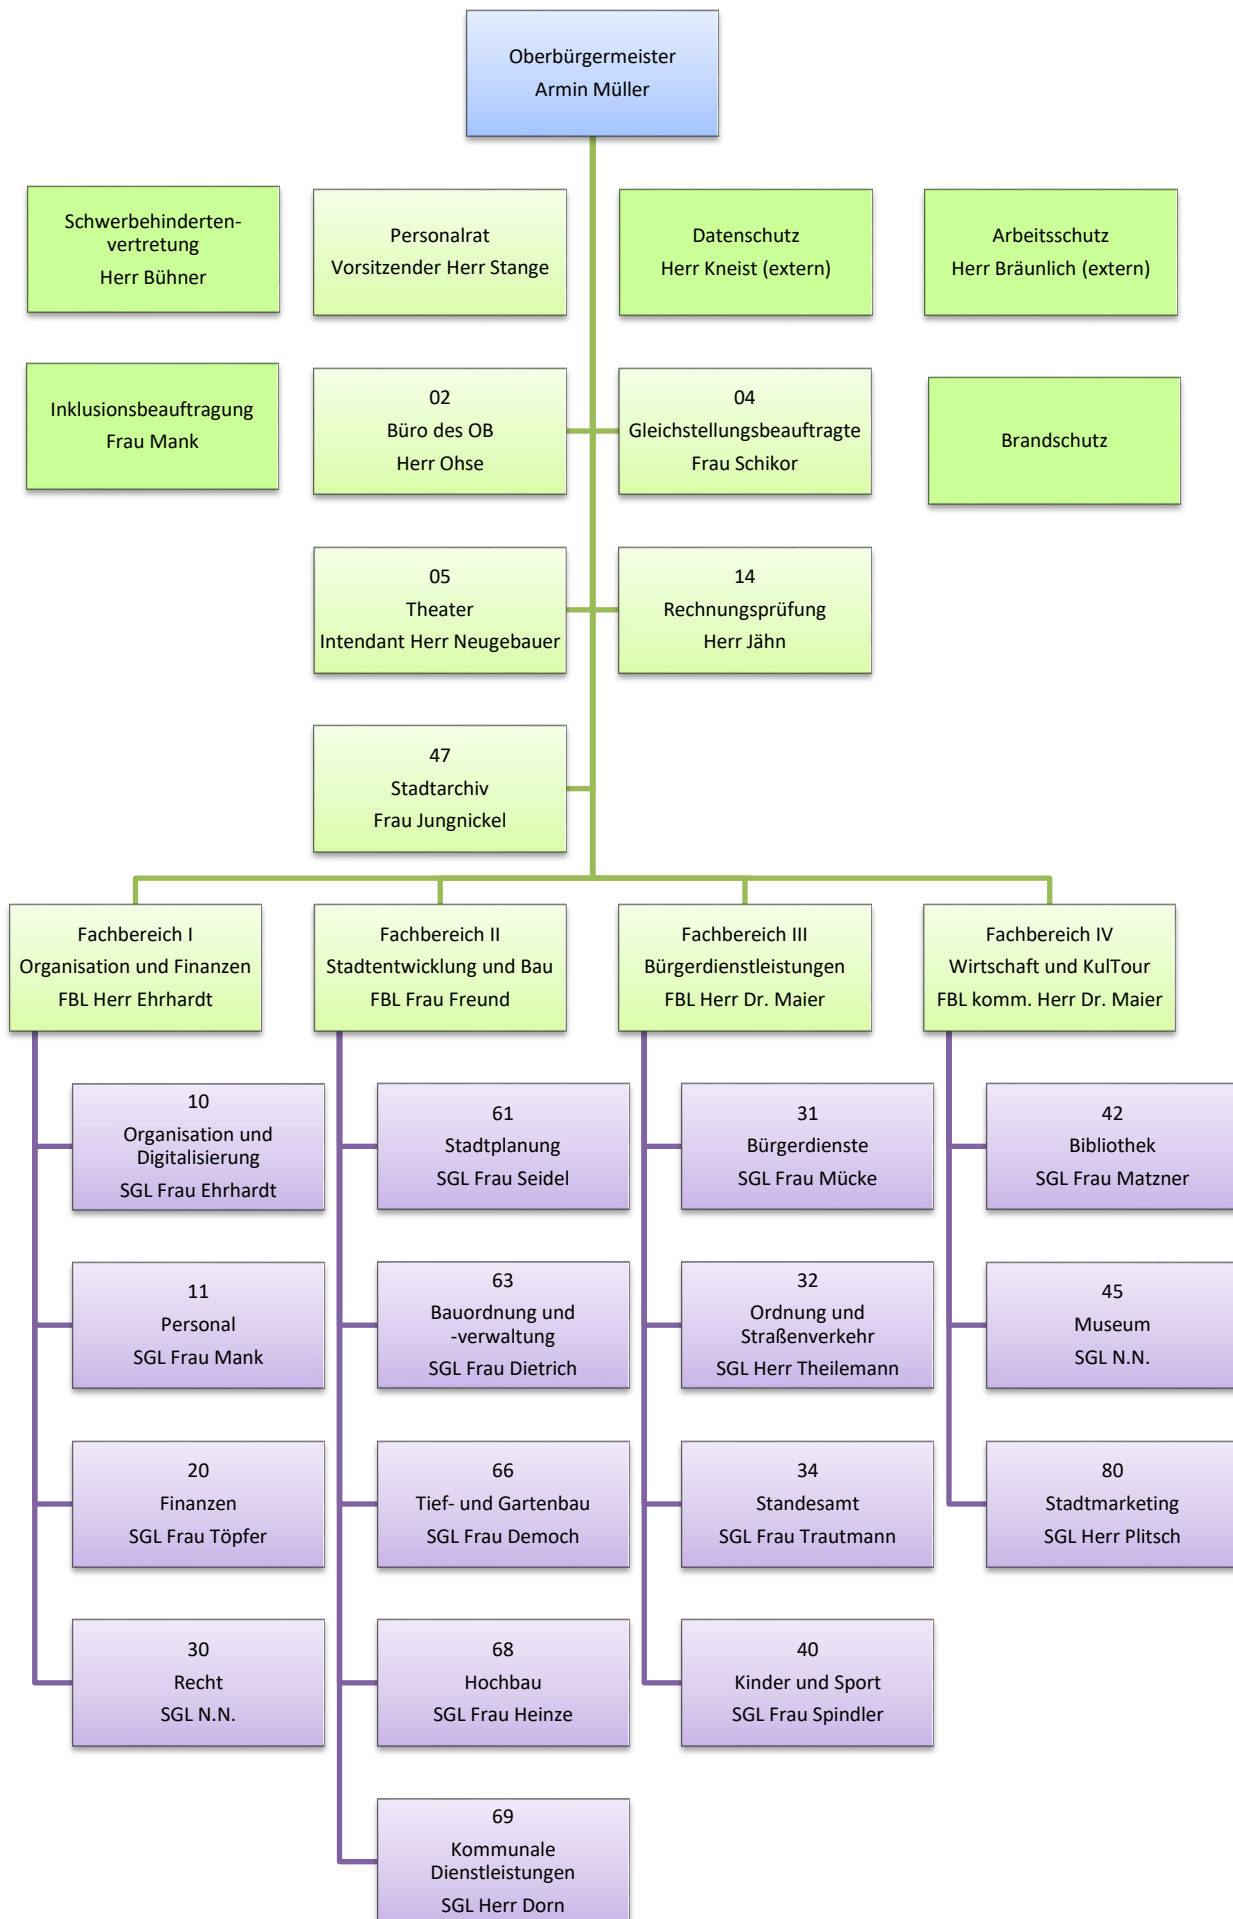 Oberbürgermeister
Armin Müller
Schwerbehinderten-
vertretung
Herr Bühner
Personalrat
Vorsitzender Herr Stange
Datenschutz
Herr Kneist (extern)
Arbeitsschutz
Herr Bräunlich (extern)
Inklusionsbeauftragung
Frau Mank
02
Büro des OB
Herr Ohse
04
Gleichstellungsbeauftragte
Frau Schikor
Brandschutz
05
Theater
Intendant Herr Neugebauer
14
Rechnungsprüfung
Herr Jähn
47
Stadtarchiv
Frau Jungnickel
Fachbereich I
Organisation und Finanzen
FBL Herr Ehrhardt
Fachbereich II
Stadtentwicklung und Bau
FBL Frau Freund
Fachbereich III
Bürgerdienstleistungen
FBL Herr Dr. Maier
Fachbereich IV
Wirtschaft und KulTour
FBL komm. Herr Dr. Maier
10
Organisation und
Digitalisierung
SGL Frau Ehrhardt
61
Stadtplanung
SGL Frau Seidel
31
Bürgerdienste
SGL Frau Mücke
42
Bibliothek
SGL Frau Matzner
11
Personal
SGL Frau Mank
63
Bauordnung und
-verwaltung
SGL Frau Dietrich
32
Ordnung und
Straßenverkehr
SGL Herr Theilemann
45
Museum
SGL N.N.
20
Finanzen
SGL Frau Töpfer
66
Tief- und Gartenbau
SGL Frau Democh
34
Standesamt
SGL Frau Trautmann
80
Stadtmarketing
SGL Herr Plitsch
30
Recht
SGL N.N.
68
Hochbau
SGL Frau Heinze
40
Kinder und Sport
SGL Frau Spindler
69
Kommunale
Dienstleistungen
SGL Herr Dorn